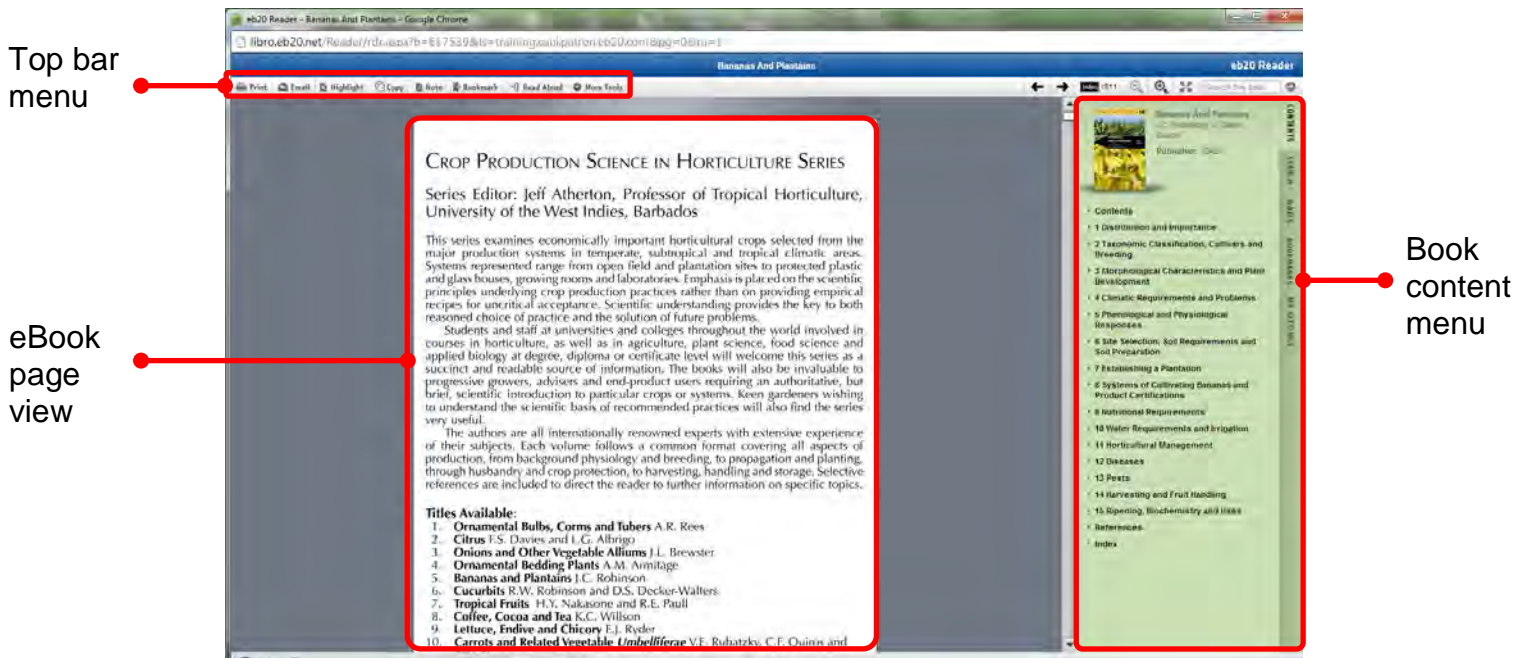 eb20 Reader - Bananas And Plantains - Google Chrome
libro.eb20.net/Reader/rdr.aspx?b=
Bananas And Plantains
eb20 Reader
Top bar
menu
Print Email Highlight Copy Note Bookmark Read Aloud More Tools
CROP PRODUCTION SCIENCE IN HORTICULTURE SERIES
Series Editor: Jeff Atherton, Professor of Tropical Horticulture,
University of the West Indies, Barbados
This series examines economically important horticultural crops selected from the
major production systems in temperate, subtropical and tropical climatic areas.
Systems represented range from open field and plantation sites to protected plastic
and glass houses, growing rooms and laboratories. Emphasis is placed on the scientific
principles underlying crop production practices rather than on providing empirical
recipes for uncritical acceptance. Scientific understanding provides the key to both
reasoned choice of practice and the solution of future problems.
Students and staff at universities and colleges throughout the world involved in
courses in horticulture, as well as in agriculture, plant science, food science and
applied biology at degree, diploma or certificate level will welcome this series as a
succinct and readable source of information. The books will also be invaluable to
progressive growers, advisers and end-product users requiring an authoritative, but
brief, scientific introduction to particular crops or systems. Keen gardeners wishing
to understand the scientific basis of recommended practices will also find the series
very useful.
The authors are all internationally renowned experts with extensive experience
of their subjects. Each volume follows a common format covering all aspects of
production, from background physiology and breeding, to propagation and planting,
through husbandry and crop protection, to harvesting, handling and storage. Selective
references are included to direct the reader to further information on specific topics.
Titles Available:
1. Ornamental Bulbs, Corms and Tubers A.R. Rees
2. Citrus F.S. Davies and L.G. Albrigo
3. Onions and Other Vegetable Alliums J.L. Brewster
4. Ornamental Bedding Plants A.M. Armitage
5. Bananas and Plantains J.C. Robinson
6. Cucurbits R.W. Robinson and D.S. Decker-Walters
7. Tropical Fruits H.Y. Nakasone and R.E. Paull
8. Coffee, Cocoa and Tea K.C. Willson
9. Lettuce, Endive and Chicory E.J. Ryder
10. Carrots and Related Vegetable Umbelliferae V.E. Rubatzky, C.F. Quiros and
eBook
page
view
Bananas And Plantains
Publisher:
CONTENTS
Contents
1 Distribution and Importance
2 Taxonomic Classification, Cultivars and
Breeding
3 Morphological Characteristics and Plant
Development
4 Climatic Requirements and Problems
5 Phenological and Physiological
Responses
6 Site Selection, Soil Requirements and
Soil Preparation
7 Establishing a Plantation
8 Systems of Cultivating Bananas and
Product Certifications
9 Nutritional Requirements
10 Water Requirements and Irrigation
11 Horticultural Management
12 Diseases
13 Pests
14 Harvesting and Fruit Handling
15 Ripening, Biochemistry and Uses
References
Index
Book
content
menu